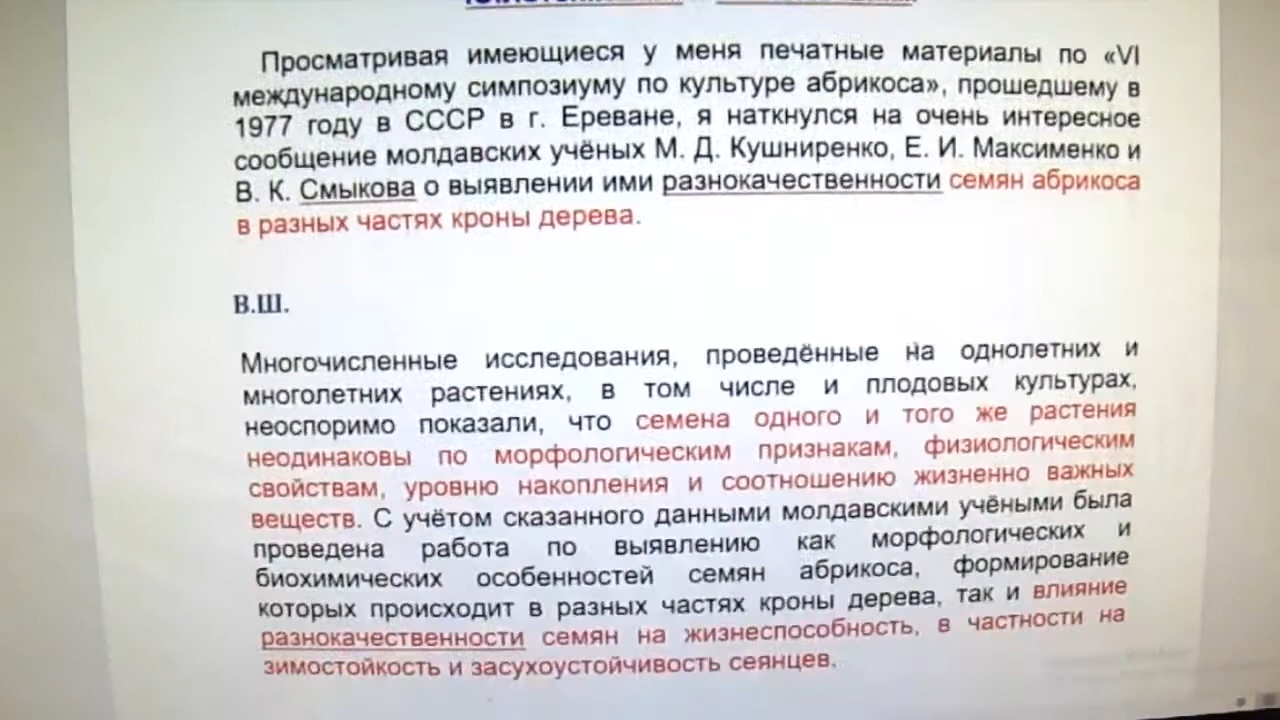 Просматривая имеющиеся у меня печатные материалы по «VI
международному симпозиуму по культуре абрикоса», прошедшему в
1977 году в СССР в г. Ереване, я наткнулся на очень интересное
сообщение молдавских учёных М. Д. Кушниренко, Е. И. Максименко и
В. К. Смыкова о выявлении ими разнокачественности семян абрикоса
в разных частях кроны дерева.
В.Ш.
Многочисленные исследования, проведённые на однолетних и
многолетних растениях, в том числе и плодовых культурах,
неоспоримо показали, что семена одного и того же растения
неодинаковы по морфологическим признакам, физиологическим
свойствам, уровню накопления и соотношению жизненно важных
веществ. С учётом сказанного данными молдавскими учёными была
проведена работа по выявлению как морфологических и
биохимических особенностей семян абрикоса, формирование
которых происходит в разных частях кроны дерева, так и влияние
разнокачественности семян на жизнеспособность, в частности на
зимостойкость и засухоустойчивость сеянцев.